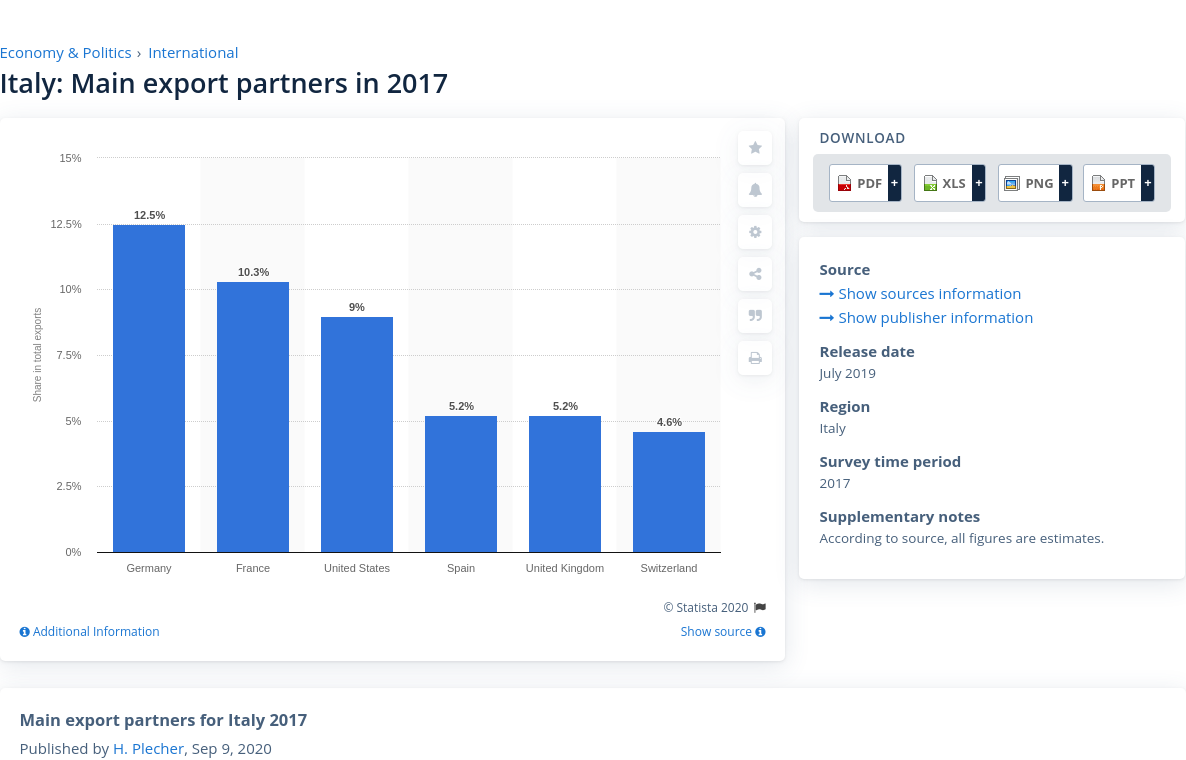 Economy & Politics › International
Italy: Main export partners in 2017
15%
12.5%
10%
7.5%
5%
2.5%
0%
Share in total exports
12.5%
10.3%
9%
5.2%
5.2%
4.6%
Germany
France
United States
Spain
United Kingdom
Switzerland
© Statista 2020
Additional Information
Show source
DOWNLOAD
PDF + XLS + PNG + PPT +
Source
Show sources information
Show publisher information
Release date
July 2019
Region
Italy
Survey time period
2017
Supplementary notes
According to source, all figures are estimates.
Main export partners for Italy 2017
Published by H. Plecher, Sep 9, 2020